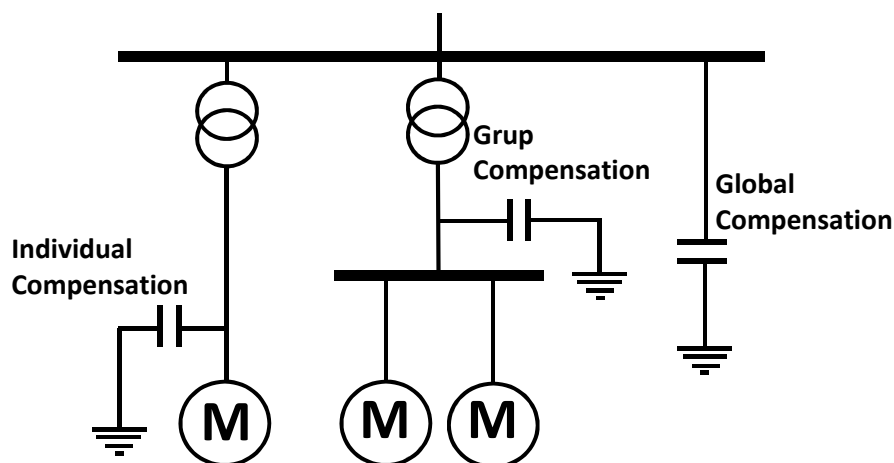 Grup
Compensation
Global
Compensation
Individual
Compensation
M
M
M